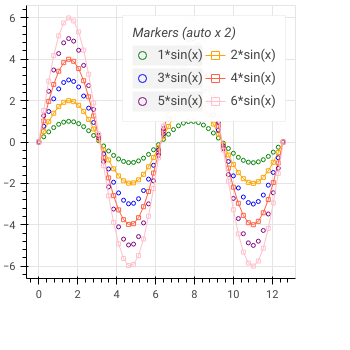 Markers (auto x 2)
1*sin(x) 2*sin(x)
3*sin(x) 4*sin(x)
5*sin(x) 6*sin(x)
6
4
2
0
−2
−4
−6
0 2 4 6 8 10 12